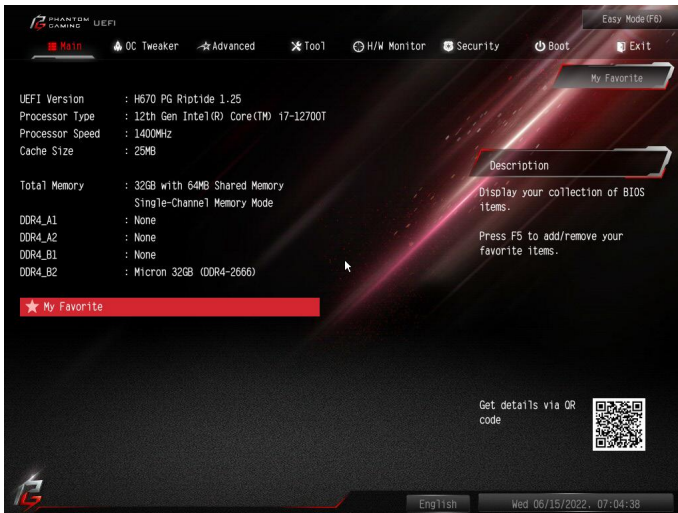 PHANTOM GAMING UEFI
Easy Mode(F6)
Main OC Tweaker Advanced Tool H/W Monitor Security Boot Exit
My Favorite
UEFI Version : H670 PG Riptide 1.25
Processor Type : 12th Gen Intel(R) Core(TM) i7-12700T
Processor Speed : 1400MHz
Cache Size : 25MB
Total Memory : 32GB with 64MB Shared Memory
Single-Channel Memory Mode
DDR4_A1 : None
DDR4_A2 : None
DDR4_B1 : None
DDR4_B2 : Micron 32GB (DDR4-2666)
My Favorite
Description
Display your collection of BIOS
items.
Press F5 to add/remove your
favorite items.
Get details via QR
code
English
Wed 06/15/2022, 07:04:38